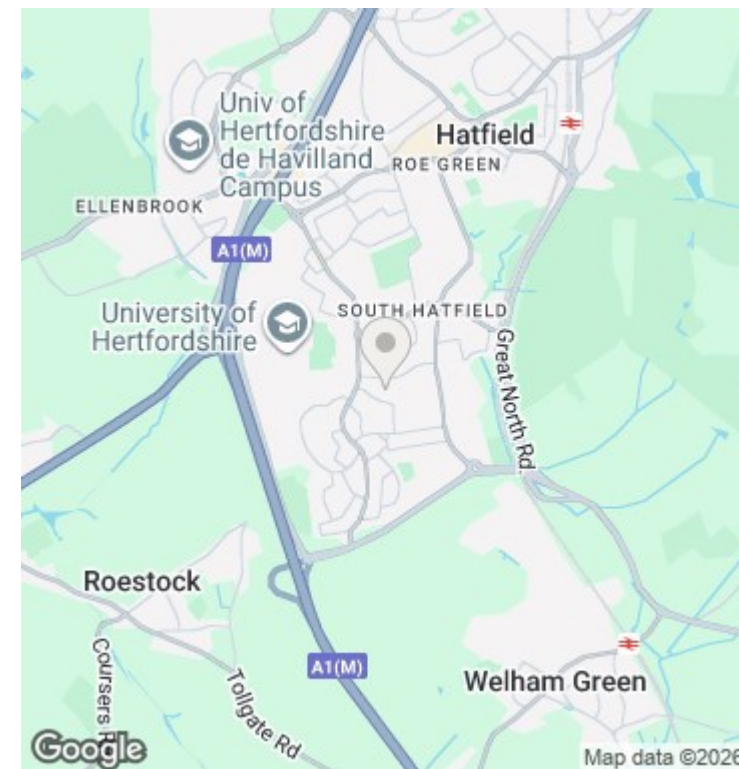 Univ of
Hertfordshire
de Havilland
Campus
Hatfield
ROE GREEN
ELLENBROOK
A1(M)
University of
Hertfordshire
SOUTH HATFIELD
Great North Rd
Roestock
Coursers R
Tollgate Rd
A1(M)
Welham Green
Google
Map data ©2026